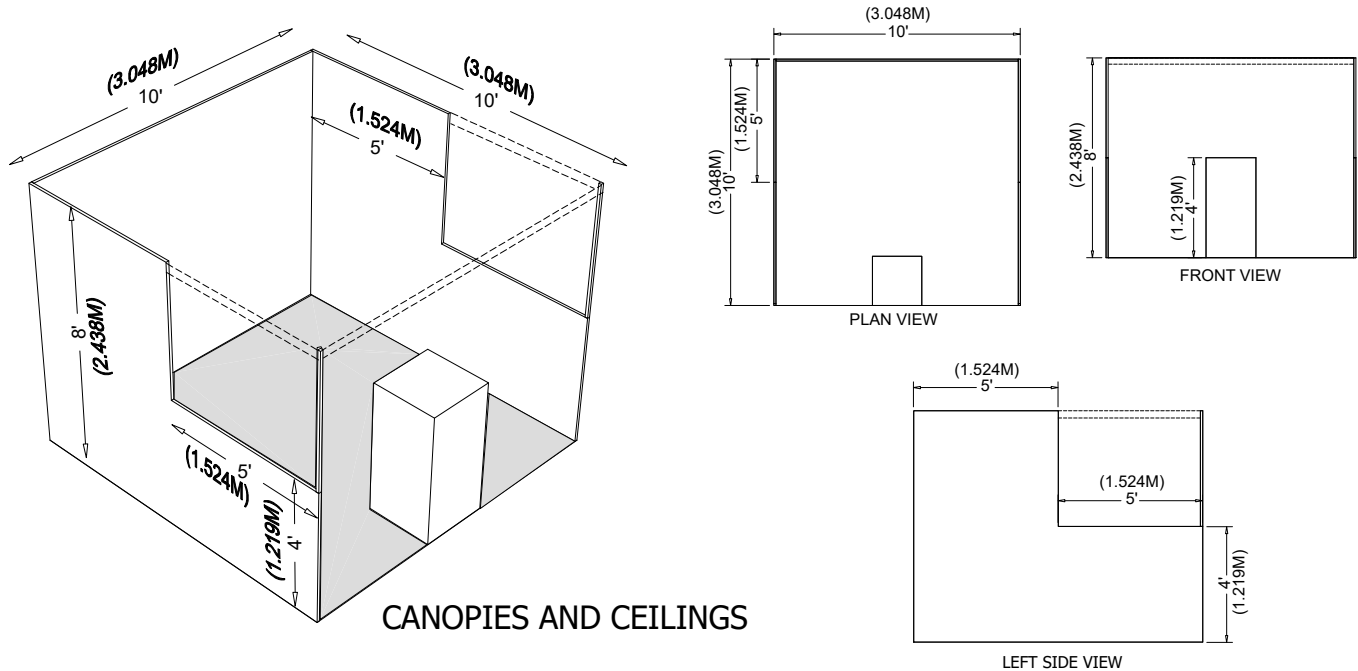 (3.048M)
10'
(3.048M)
10'
(1.524M)
5'
8'
(2.438M)
5'
(1.524M)
4'
(1.219M)
CANOPIES AND CEILINGS
(3.048M)
10'
(1.524M)
5'
(3.048M)
10'
PLAN VIEW
(2.438M)
8'
(1.219M)
4'
FRONT VIEW
(1.524M)
5'
(1.524M)
5'
4'
(1.219M)
LEFT SIDE VIEW